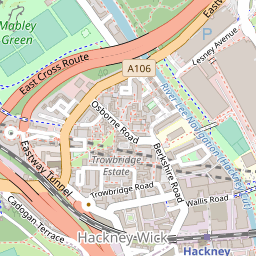 Mabley
Green
East Cross Route
A106
Lesney Avenue
Osborne Road
River Lee Navigation
Berkshire Road
Eastway Tunnel
Trowbridge
Estate
Trowbridge Road
Wallis Road
Cadogan Terrace
Hackney Wick
Hackney